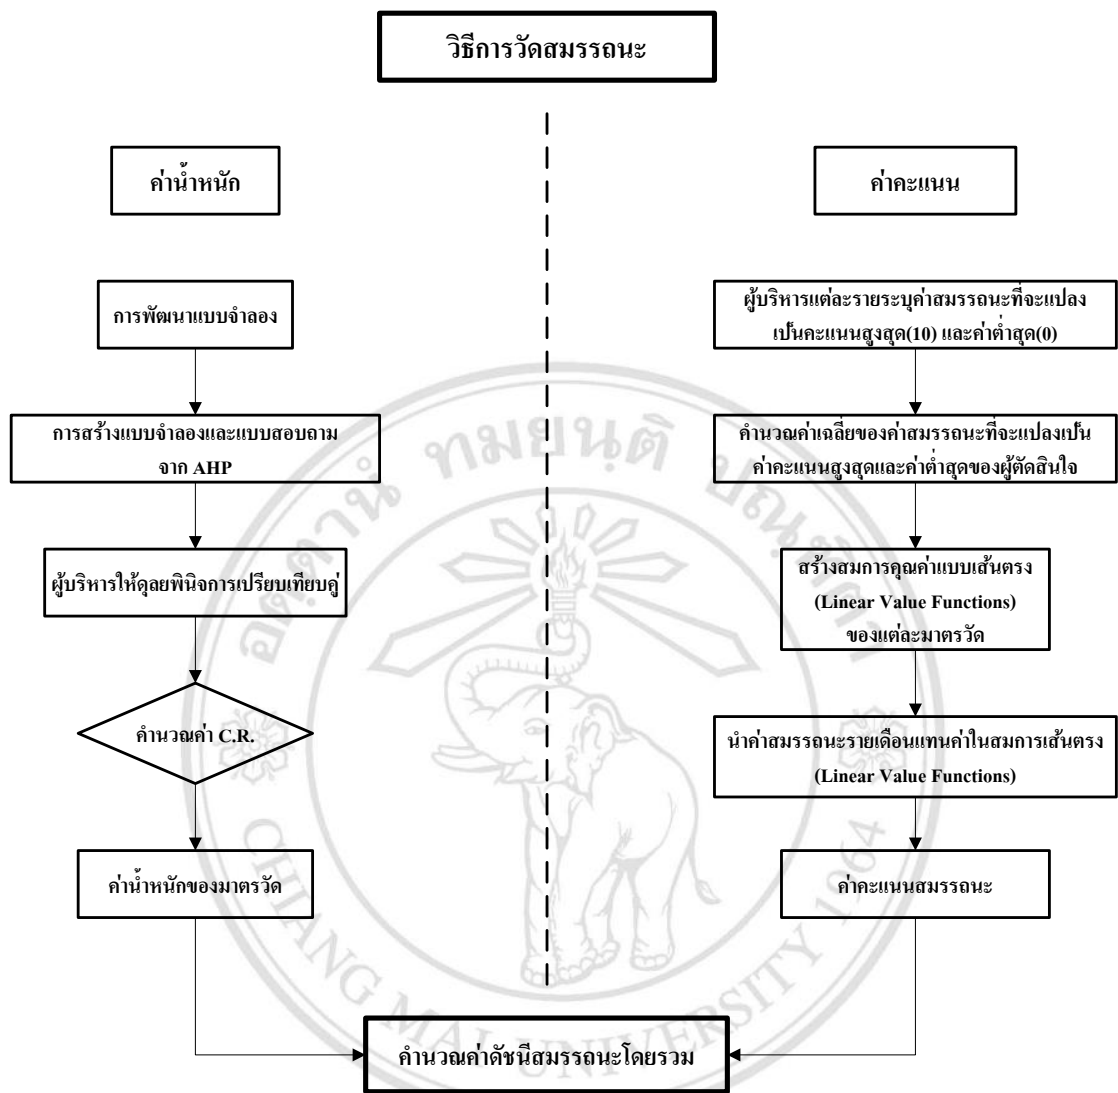 วิธีการวัดสมรรถนะ
ค่าน้ำหนัก
การพัฒนาแบบจำลอง
การสร้างแบบจำลองและแบบสอบถาม
จาก AHP
ผู้บริหารให้ดุลยพินิจการเปรียบเทียบคู่
คำนวณค่า C.R.
ค่าน้ำหนักของมาตรวัด
ค่าคะแนน
ผู้บริหารแต่ละรายระบุค่าสมรรถนะที่จะแปลง
เป็นคะแนนสูงสุด(10) และค่าต่ำสุด(0)
คำนวณค่าเฉลี่ยของค่าสมรรถนะที่จะแปลงเป็น
ค่าคะแนนสูงสุดและค่าต่ำสุดของผู้ตัดสินใจ
สร้างสมการคุณค่าแบบเส้นตรง
(Linear Value Functions)
ของแต่ละมาตรวัด
นำค่าสมรรถนะรายเดือนแทนค่าในสมการเส้นตรง
(Linear Value Functions)
ค่าคะแนนสมรรถนะ
คำนวณค่าดัชนีสมรรถนะโดยรวม
CHIANG MAI UNIVERSITY 1964